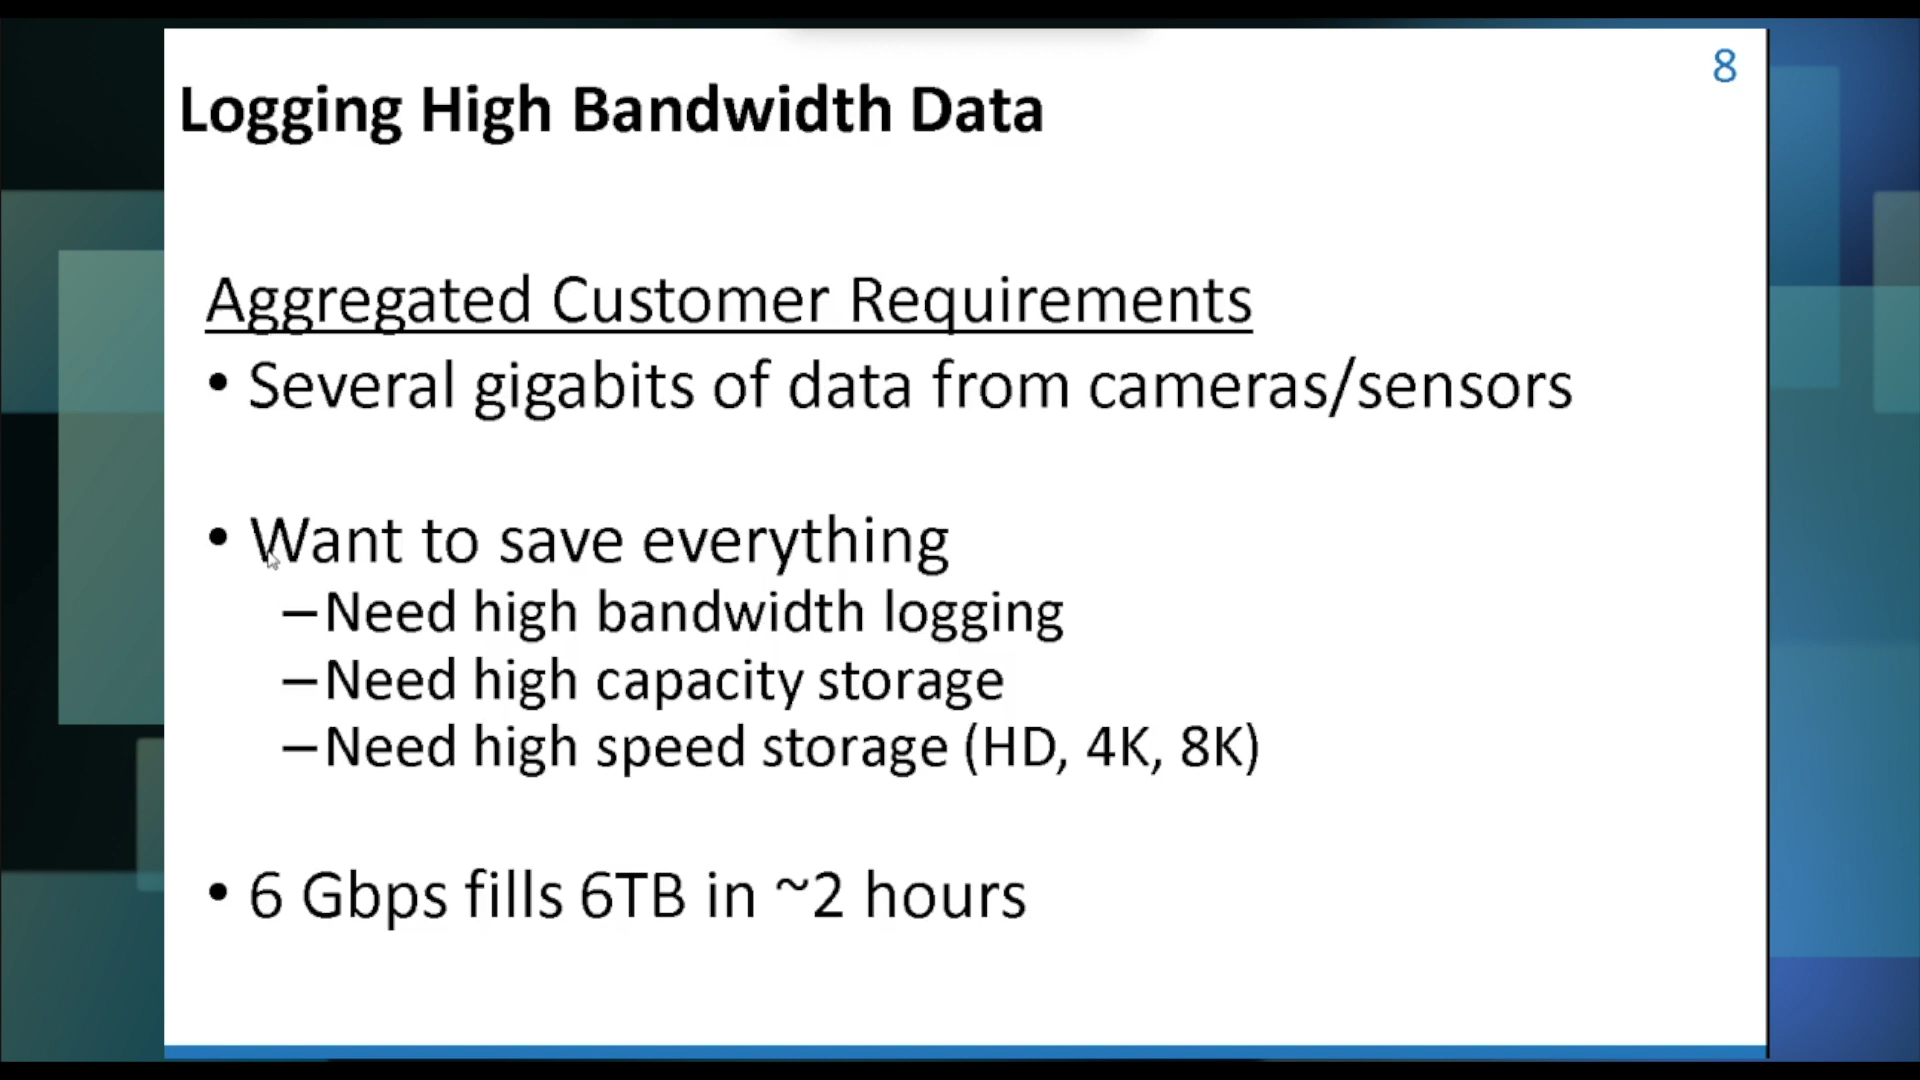 8
Logging High Bandwidth Data
Aggregated Customer Requirements
• Several gigabits of data from cameras/sensors
• Want to save everything
–Need high bandwidth logging
–Need high capacity storage
–Need high speed storage (HD, 4K, 8K)
• 6 Gbps fills 6TB in ~2 hours